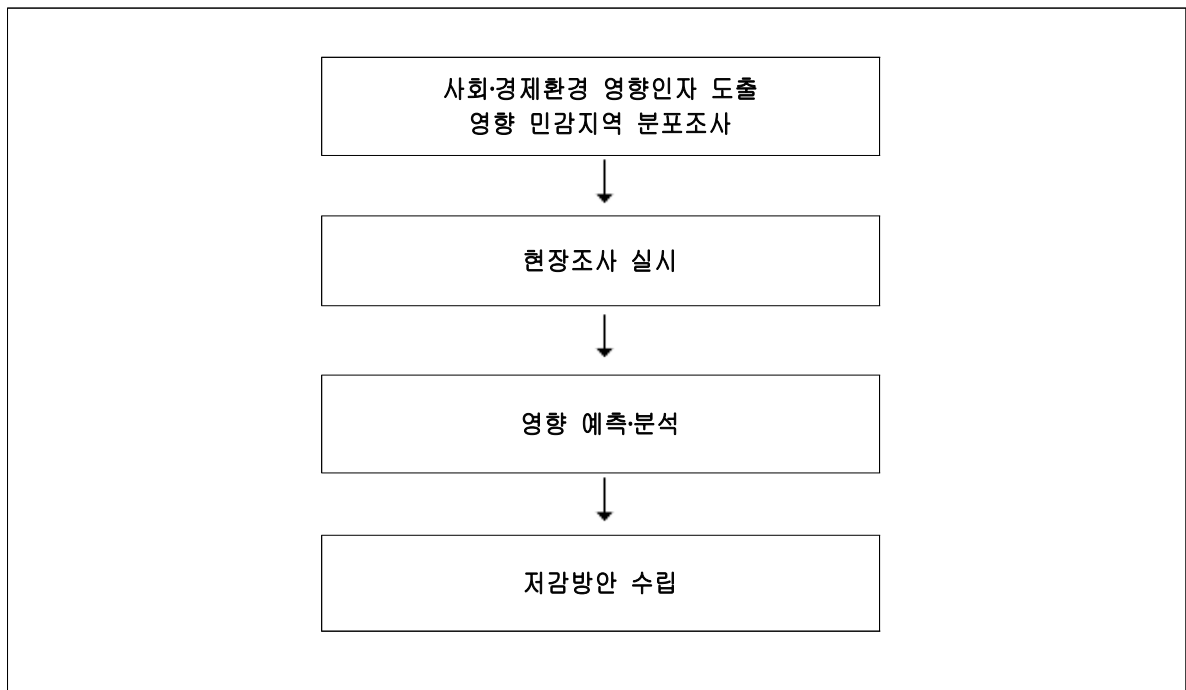 사회·경제환경 영향인자 도출
영향 민감지역 분포조사
현장조사 실시
영향 예측·분석
저감방안 수립